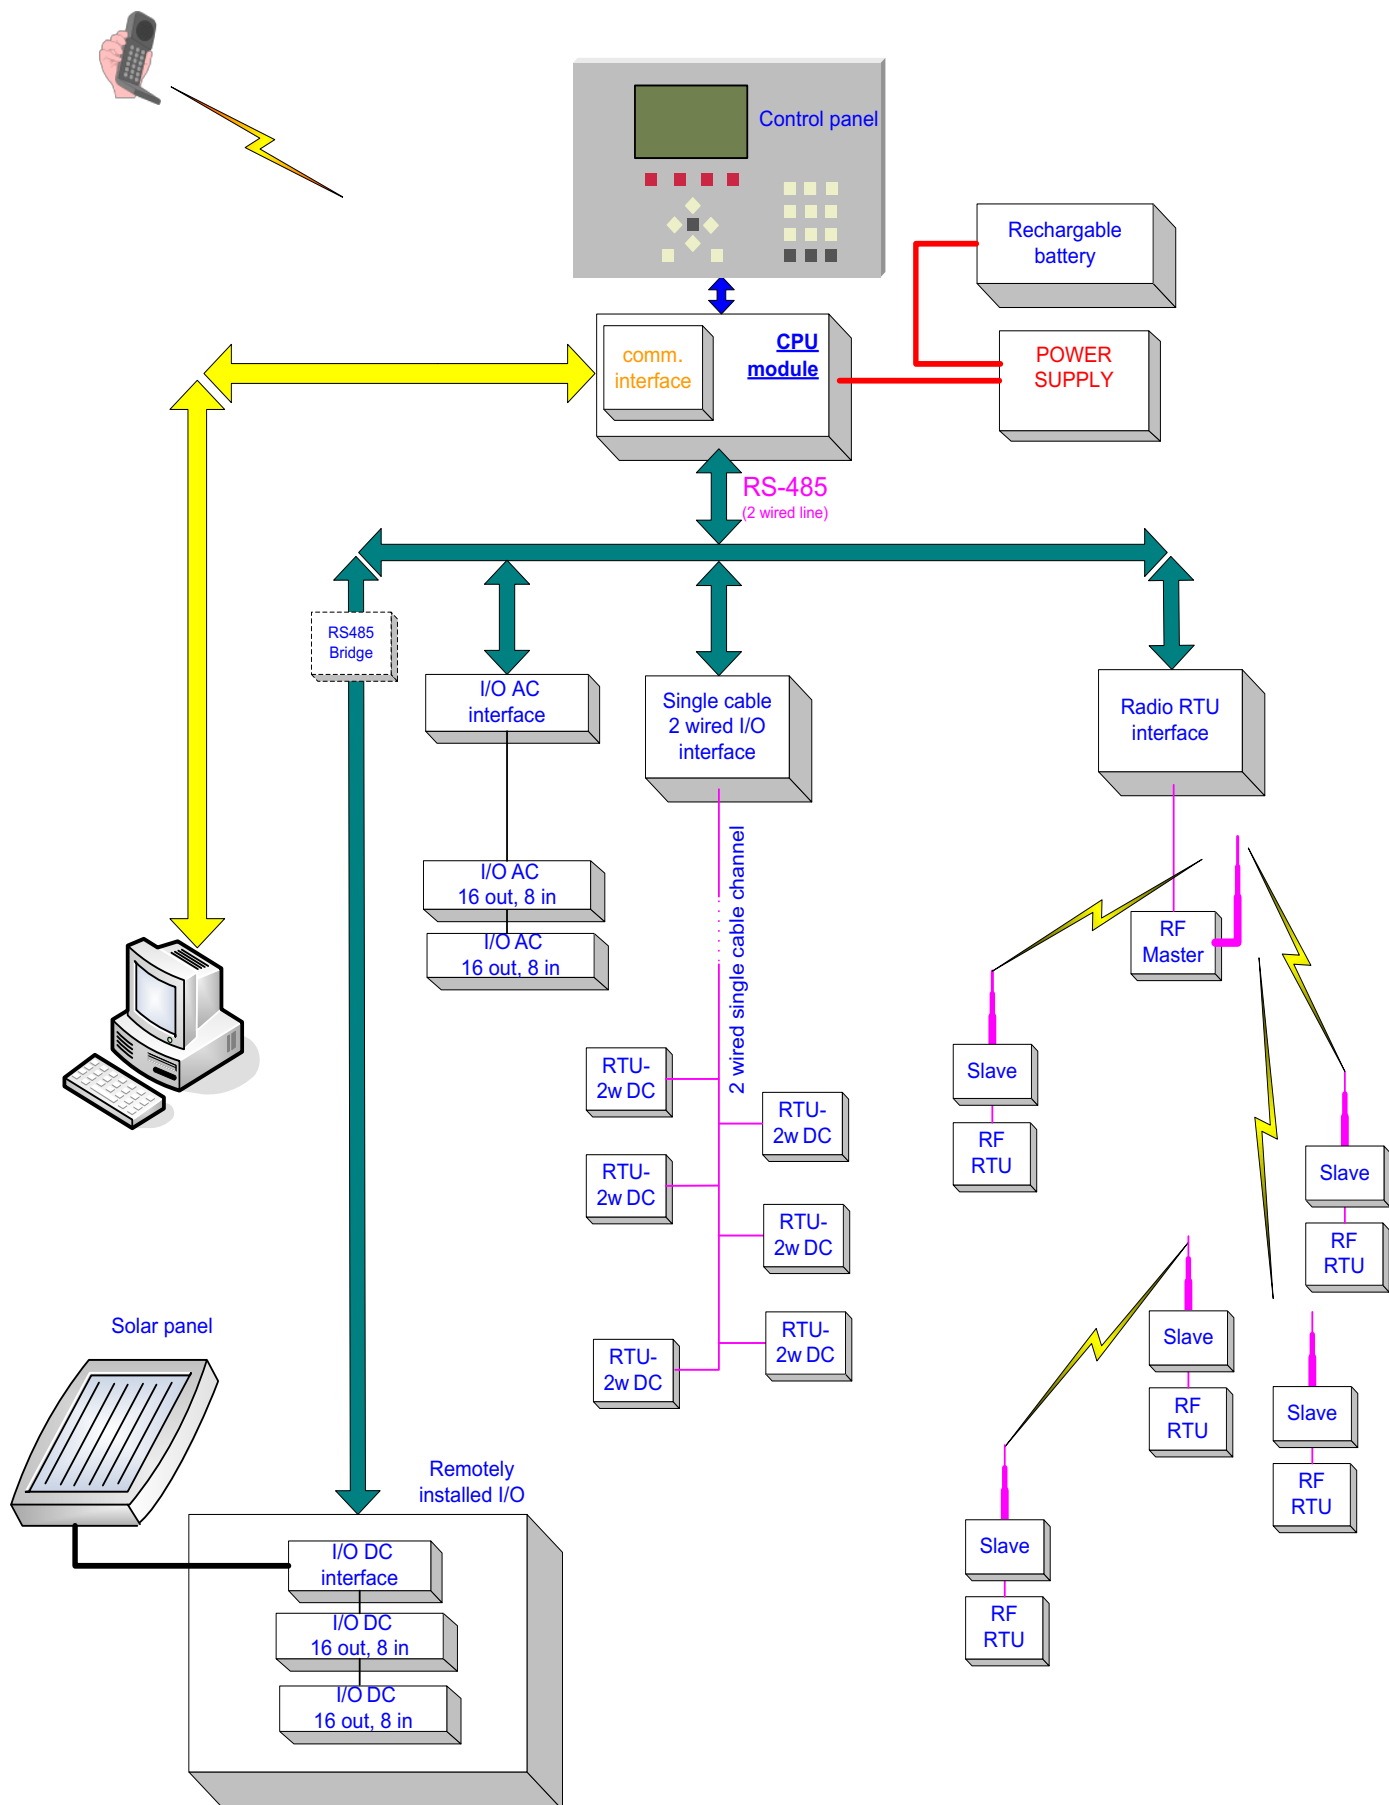 Control panel
Rechargable
battery
CPU
module
comm.
interface
POWER
SUPPLY
RS-485
(2 wired line)
RS485
Bridge
I/O AC
interface
Single cable
2 wired I/O
interface
Radio RTU
interface
2 wired single cable channel
I/O AC
16 out, 8 in
I/O AC
16 out, 8 in
RF
Master
Slave
RF
RTU
RTU-
2w DC
RTU-
2w DC
RTU-
2w DC
RTU-
2w DC
RTU-
2w DC
RTU-
2w DC
Slave
RF
RTU
Slave
RF
RTU
Slave
RF
RTU
Slave
RF
RTU
Solar panel
Remotely
installed I/O
I/O DC
interface
I/O DC
16 out, 8 in
I/O DC
16 out, 8 in